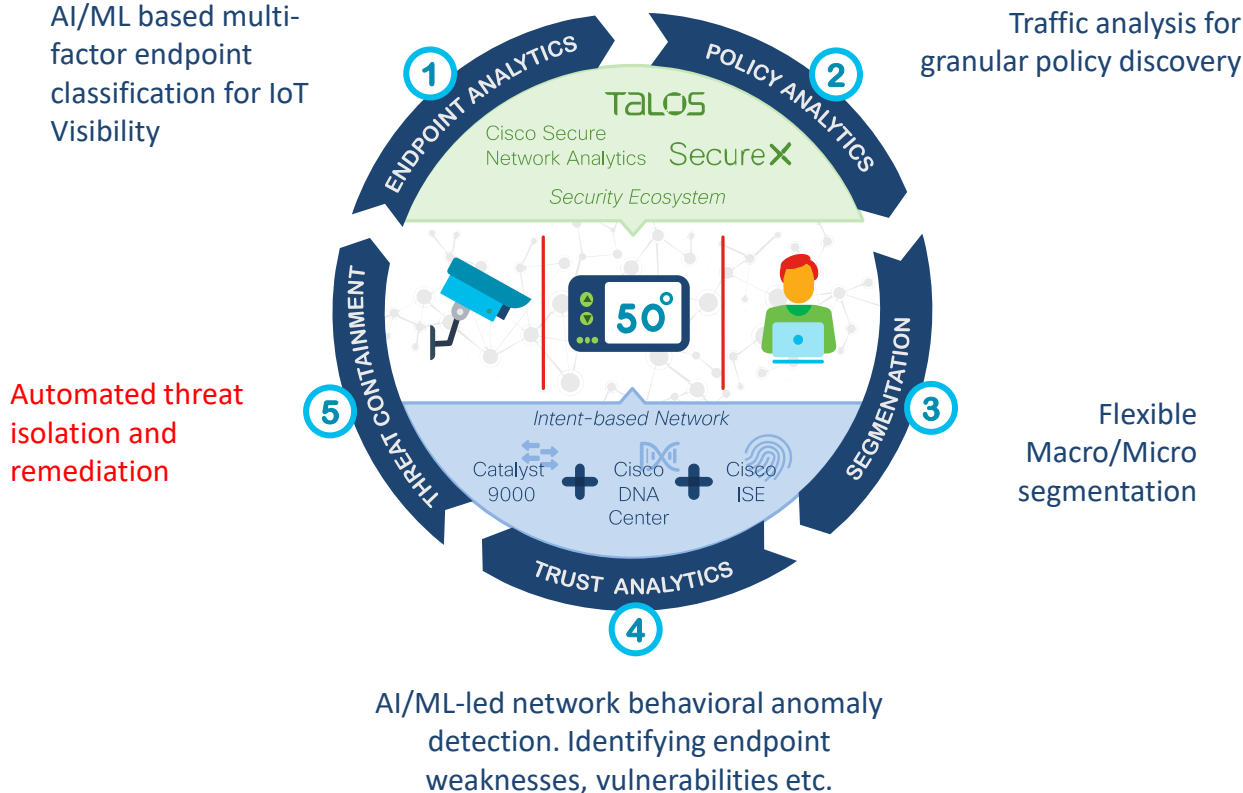 AI/ML based multi-
factor endpoint
classification for IoT
Visibility
Traffic analysis for
granular policy discovery
1
ENDPOINT ANALYTICS
POLICY ANALYTICS
2
TALOS
Cisco Secure
Network Analytics
SecureX
Security Ecosystem
50°
THREAT CONTAINMENT
5
SEGMENTATION
3
Automated threat
isolation and
remediation
Flexible
Macro/Micro
segmentation
Intent-based Network
Catalyst
9000
Cisco
DNA
Center
Cisco
ISE
TRUST ANALYTICS
4
AI/ML-led network behavioral anomaly
detection. Identifying endpoint
weaknesses, vulnerabilities etc.